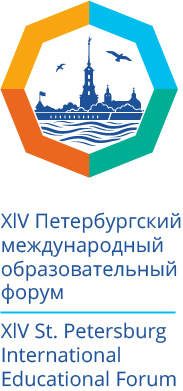 XIV Петербургский
международный
образовательный
форум
XIV St. Petersburg
International
Educational Forum